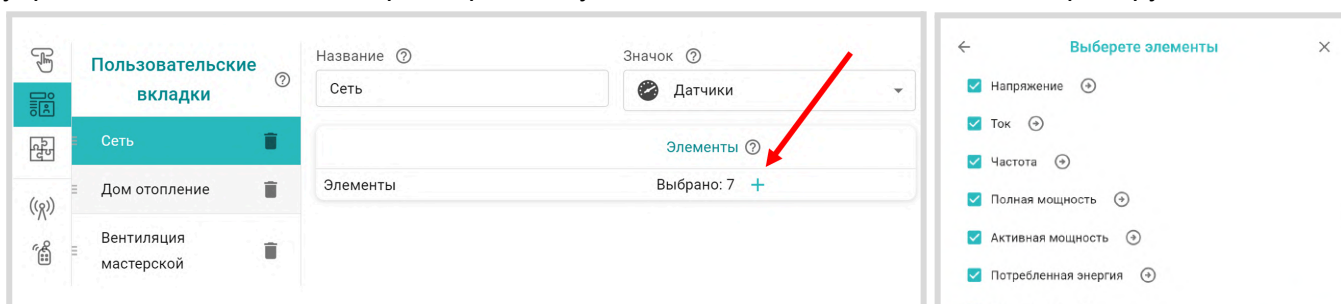 Пользовательские
вкладки
Сеть
Дом отопление
Вентиляция
мастерской
Название
Значок
Сеть
Датчики
Элементы
Элементы
Выбрано: 7
Выберете элементы
Напряжение
Ток
Частота
Полная мощность
Активная мощность
Потребленная энергия